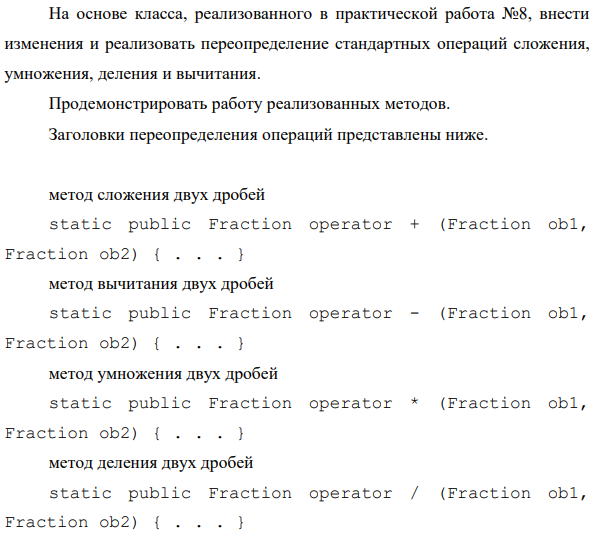 На основе класса, реализованного в практической работа №8, внести
изменения и реализовать переопределение стандартных операций сложения,
умножения, деления и вычитания.
Продемонстрировать работу реализованных методов.
Заголовки переопределения операций представлены ниже.
метод сложения двух дробей
static public Fraction operator + (Fraction ob1,
Fraction ob2) { . . . }
метод вычитания двух дробей
static public Fraction operator - (Fraction ob1,
Fraction ob2) { . . . }
метод умножения двух дробей
static public Fraction operator * (Fraction ob1,
Fraction ob2) { . . . }
метод деления двух дробей
static public Fraction operator / (Fraction ob1,
Fraction ob2) { . . . }